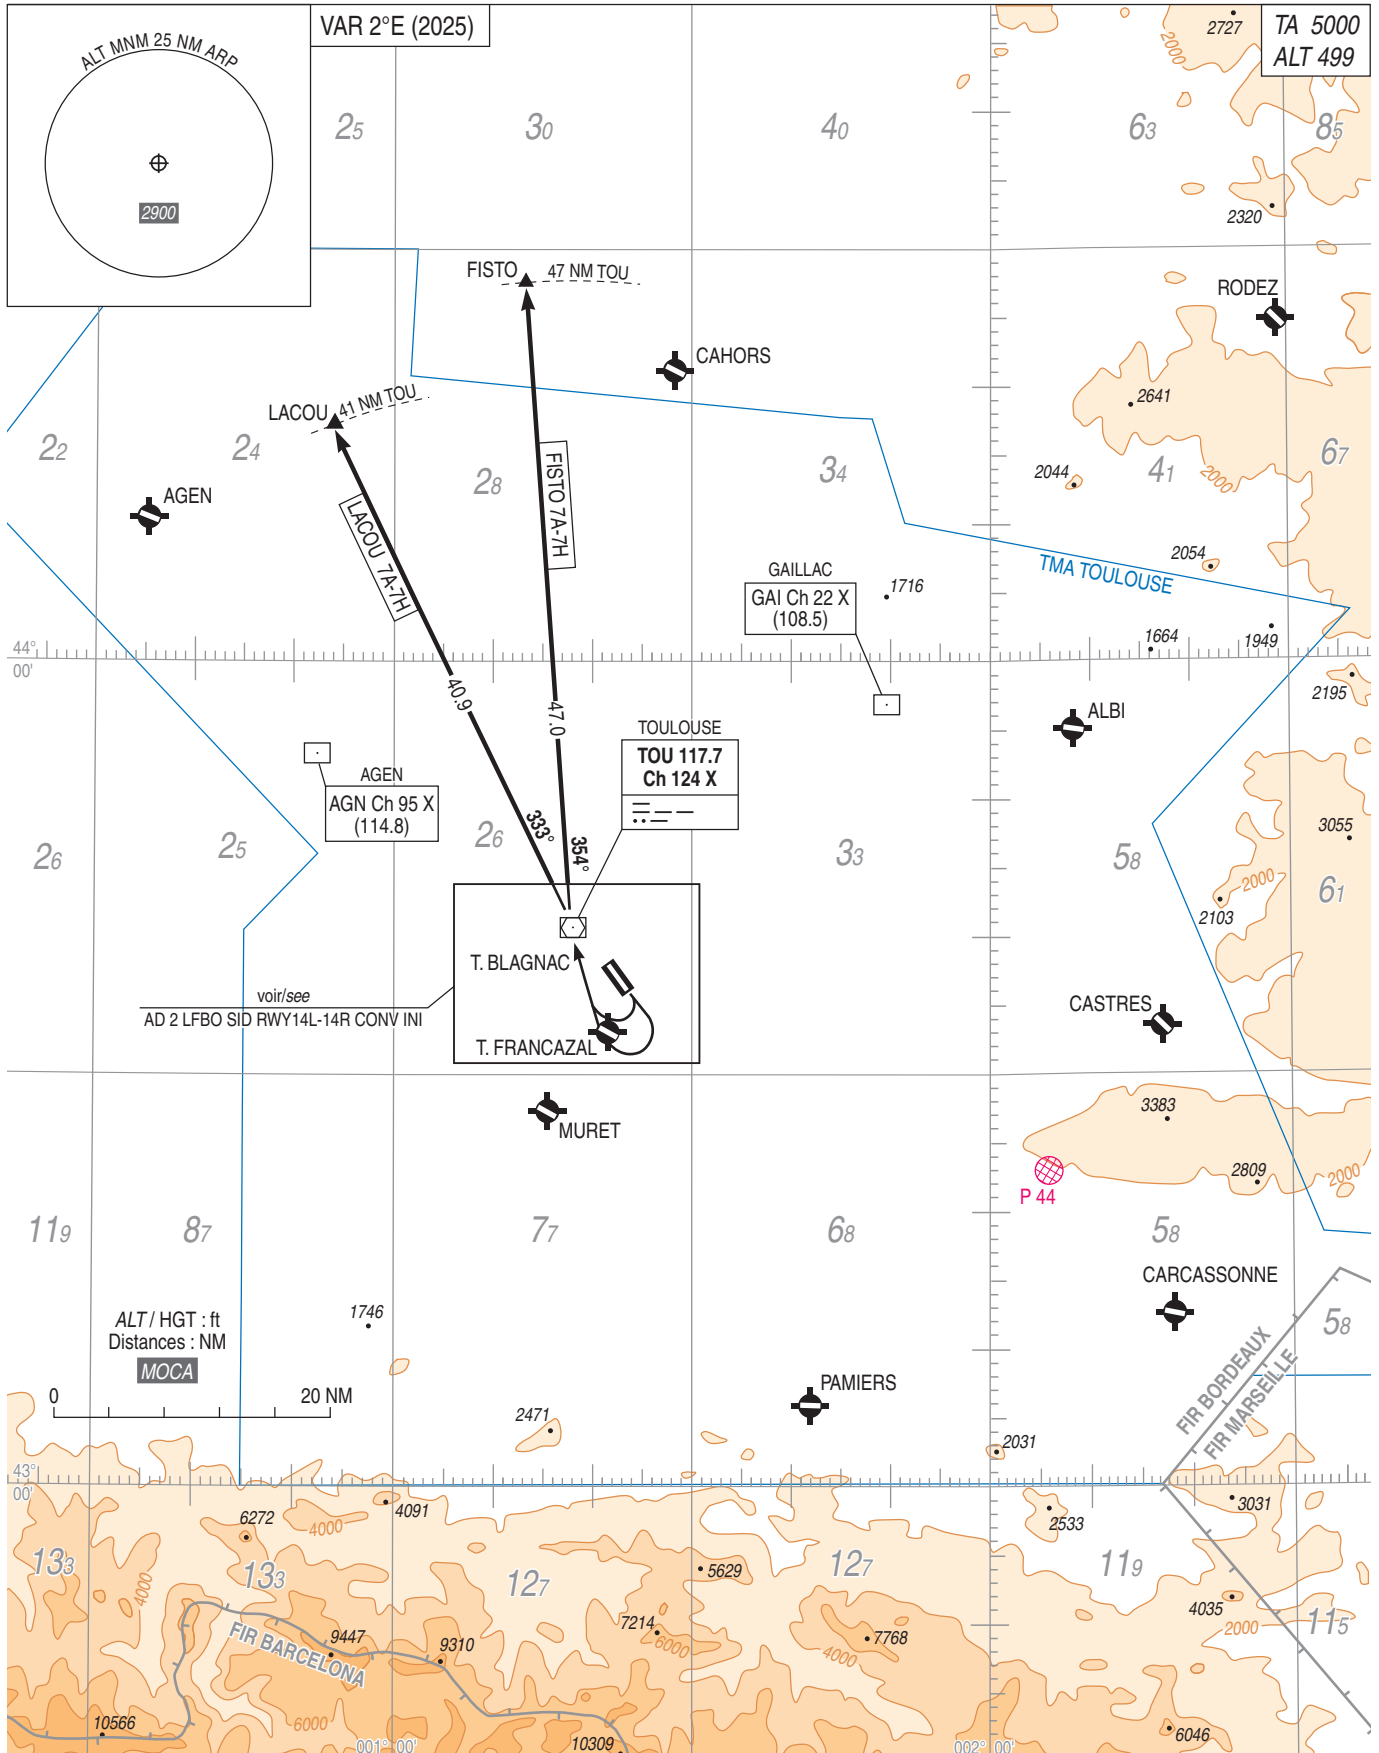 VAR 2°E (2025)
TA 5000
ALT 499
ALT MNM 25 NM ARP
2900
2727
2000
25
30
40
63
85
2320
FISTO
47 NM TOU
RODEZ
CAHORS
LACOU
41 NM TOU
2641
22
24
28
34
41
67
2044
2000
AGEN
LACOU 7A-7H
FISTO 7A-7H
2054
TMA TOULOUSE
GAILLAC
GAI Ch 22 X
(108.5)
1716
1664
1949
44°
00'
2195
40.9
47.0
ALBI
TOULOUSE
TOU 117.7
Ch 124 X
AGEN
AGN Ch 95 X
(114.8)
333°
354°
26
25
26
33
58
3055
61
2000
2103
T. BLAGNAC
voir/see
AD 2 LFBO SID RWY14L-14R CONV INI
T. FRANCAZAL
CASTRES
MURET
3383
2809
2000
P 44
119
87
77
68
58
CARCASSONNE
58
ALT / HGT : ft
Distances : NM
MOCA
0
20 NM
1746
FIR BORDEAUX
FIR MARSEILLE
PAMIERS
2471
2031
43°
00'
4091
6272
4000
3031
2533
133
4000
133
127
5629
127
119
4035
2000
115
7214
6000
7768
4000
FIR BARCELONA
9447
9310
10566
6000
001° 00'
10309
002° 00'
6046